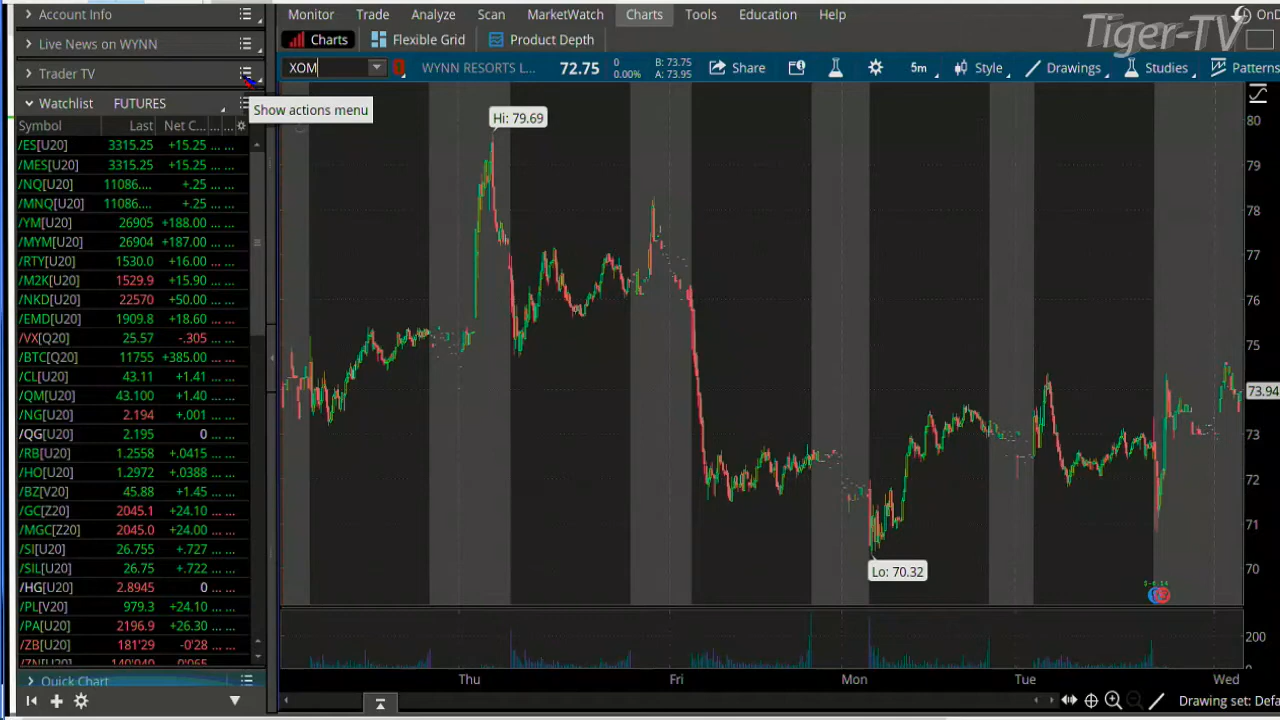 Account Info
Live News on WYNN
Trader TV
Watchlist FUTURES
Show actions menu
Symbol Last Net C... ... ...
/ES[U20] 3315.25 +15.25 ... ...
/MES[U20] 3315.25 +15.25 ... ...
/NQ[U20] 11086.... +.25 ... ...
/MNQ[U20] 11086.... +.25 ... ...
/YM[U20] 26905 +188.00 ... ...
/MYM[U20] 26904 +187.00 ... ...
/RTY[U20] 1530.0 +16.00 ... ...
/M2K[U20] 1529.9 +15.90 ... ...
/NKD[U20] 22570 +50.00 ... ...
/EMD[U20] 1909.8 +18.60 ... ...
/VX[Q20] 25.57 -.305 ... ...
/BTC[Q20] 11755 +385.00 ... ...
/CL[U20] 43.11 +1.41 ... ...
/QM[U20] 43.100 +1.40 ... ...
/NG[U20] 2.194 +.001 ... ...
/QG[U20] 2.195 0 ... ...
/RB[U20] 1.2558 +.0415 ... ...
/HO[U20] 1.2972 +.0388 ... ...
/BZ[V20] 45.88 +1.45 ... ...
/GC[Z20] 2045.1 +24.10 ... ...
/MGC[Z20] 2045.0 +24.00 ... ...
/SI[U20] 26.755 +.727 ... ...
/SIL[U20] 26.75 +.722 ... ...
/HG[U20] 2.8945 0 ... ...
/PL[V20] 979.3 +24.10 ... ...
/PA[U20] 2196.9 +26.30 ... ...
/ZB[U20] 181'29 -0'28 ... ...
/ZN[U20] 140'040 -0'065 ... ...
Quick Chart
Monitor Trade Analyze Scan MarketWatch Charts Tools Education Help
OnD
Tiger-TV
Charts Flexible Grid Product Depth
XOM WYNN RESORTS L... 72.75 0 B: 73.75
0.00% A: 73.95
Share 5m Style Drawings Studies Patterns
Hi: 79.69
Lo: 70.32
80
79
78
77
76
75
73.94
73
72
71
70
200
0
Thu Fri Mon Tue Wed
Drawing set: Defa